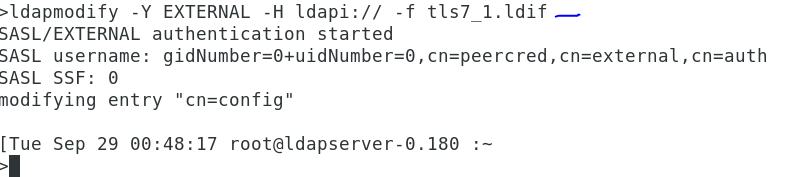 >ldapmodify -Y EXTERNAL -H ldapi:// -f tls7_1.ldif
SASL/EXTERNAL authentication started
SASL username: gidNumber=0+uidNumber=0,cn=peercred,cn=external,cn=auth
SASL SSF: 0
modifying entry "cn=config"
[Tue Sep 29 00:48:17 root@ldapserver-0.180 :~
>